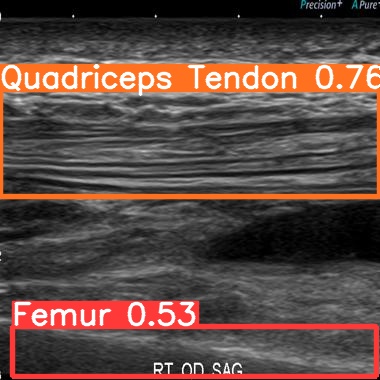 Precision+ A Pure+
Quadriceps Tendon 0.76
Femur 0.53
RT QD SAG